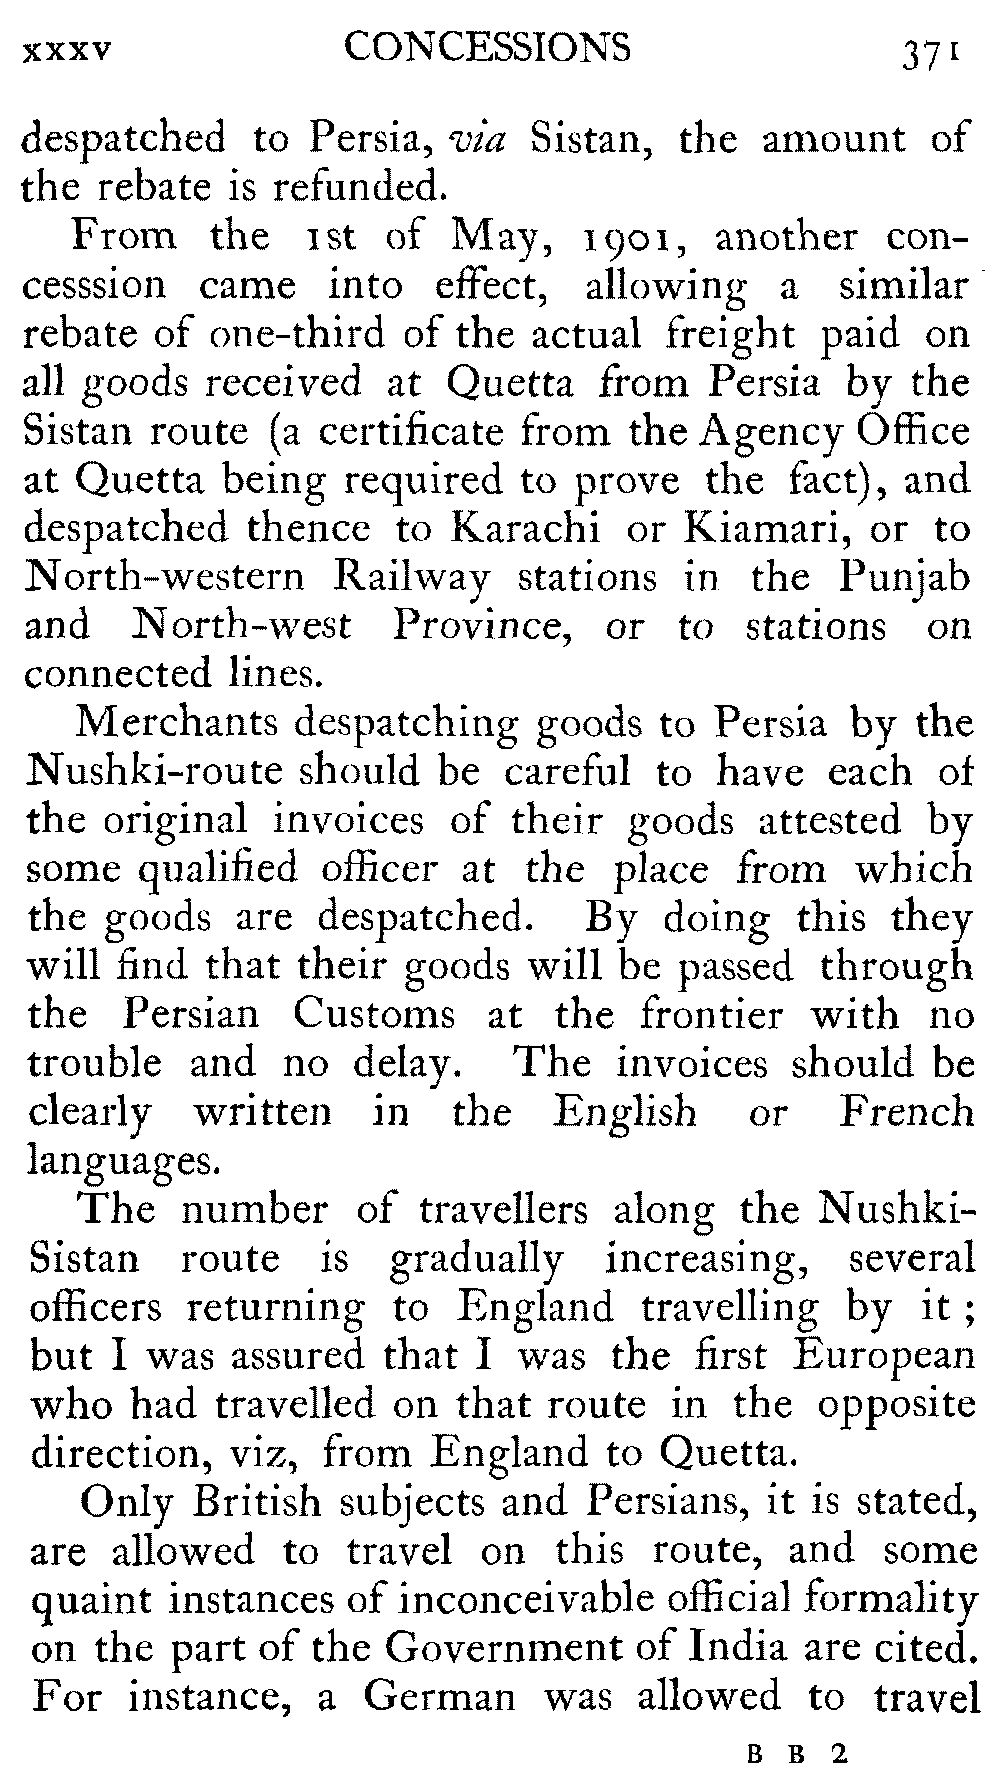 xxxv CONCESSIONS 371
despatched to Persia, via Sistan, the amount of
the rebate is refunded.
From the 1st of May, 1901, another con-
cesssion came into effect, allowing a similar
rebate of one-third of the actual freight paid on
all goods received at Quetta from Persia by the
Sistan route (a certificate from the Agency Office
at Quetta being required to prove the fact), and
despatched thence to Karachi or Kiamari, or to
North-western Railway stations in the Punjab
and North-west Province, or to stations on
connected lines.
Merchants despatching goods to Persia by the
Nushki-route should be careful to have each of
the original invoices of their goods attested by
some qualified officer at the place from which
the goods are despatched. By doing this they
will find that their goods will be passed through
the Persian Customs at the frontier with no
trouble and no delay. The invoices should be
clearly written in the English or French
languages.
The number of travellers along the Nushki-
Sistan route is gradually increasing, several
officers returning to England travelling by it ;
but I was assured that I was the first European
who had travelled on that route in the opposite
direction, viz, from England to Quetta.
Only British subjects and Persians, it is stated,
are allowed to travel on this route, and some
quaint instances of inconceivable official formality
on the part of the Government of India are cited.
For instance, a German was allowed to travel
B B 2